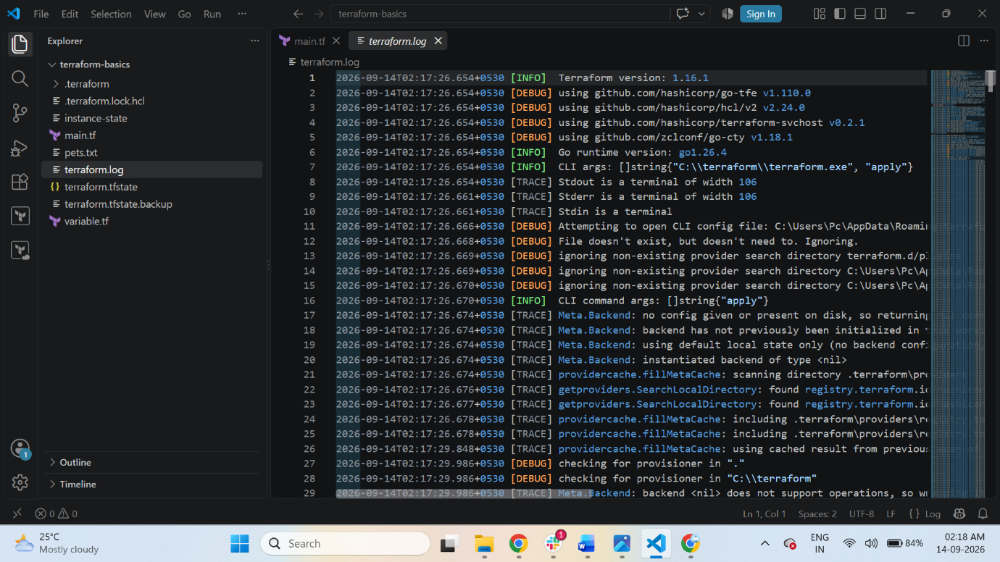 File Edit Selection View Go Run ···
terraform-basics
Sign In
Explorer
terraform-basics
.terraform
.terraform.lock.hcl
instance-state
main.tf
pets.txt
terraform.log
terraform.tfstate
terraform.tfstate.backup
variable.tf
Outline
Timeline
main.tf
terraform.log
terraform.log
1 2026-09-14T02:17:26.654+0530 [INFO]  Terraform version: 1.16.1
2 2026-09-14T02:17:26.654+0530 [DEBUG] using github.com/hashicorp/go-tfe v1.110.0
3 2026-09-14T02:17:26.654+0530 [DEBUG] using github.com/hashicorp/hcl/v2 v2.24.0
4 2026-09-14T02:17:26.654+0530 [DEBUG] using github.com/hashicorp/terraform-svchost v0.2.1
5 2026-09-14T02:17:26.654+0530 [DEBUG] using github.com/zclconf/go-cty v1.18.1
6 2026-09-14T02:17:26.654+0530 [INFO]  Go runtime version: go1.26.4
7 2026-09-14T02:17:26.654+0530 [INFO]  CLI args: []string{"C:\\terraform\\terraform.exe", "apply"}
8 2026-09-14T02:17:26.654+0530 [TRACE] Stdout is a terminal of width 106
9 2026-09-14T02:17:26.661+0530 [TRACE] Stderr is a terminal of width 106
10 2026-09-14T02:17:26.661+0530 [TRACE] Stdin is a terminal
11 2026-09-14T02:17:26.666+0530 [DEBUG] Attempting to open CLI config file: C:\Users\Pc\AppData\Roamin
12 2026-09-14T02:17:26.668+0530 [DEBUG] File doesn't exist, but doesn't need to. Ignoring.
13 2026-09-14T02:17:26.669+0530 [DEBUG] ignoring non-existing provider search directory terraform.d/p
14 2026-09-14T02:17:26.669+0530 [DEBUG] ignoring non-existing provider search directory C:\Users\Pc\Ap
15 2026-09-14T02:17:26.670+0530 [DEBUG] ignoring non-existing provider search directory C:\Users\Pc\Ap
16 2026-09-14T02:17:26.670+0530 [INFO]  CLI command args: []string{"apply"}
17 2026-09-14T02:17:26.674+0530 [TRACE] Meta.Backend: no config given or present on disk, so returning
18 2026-09-14T02:17:26.674+0530 [TRACE] Meta.Backend: backend has not previously been initialized in
19 2026-09-14T02:17:26.674+0530 [TRACE] Meta.Backend: using default local state only (no backend conf
20 2026-09-14T02:17:26.674+0530 [TRACE] Meta.Backend: instantiated backend of type <nil>
21 2026-09-14T02:17:26.674+0530 [TRACE] providercache.fillMetaCache: scanning directory .terraform\pr
22 2026-09-14T02:17:26.676+0530 [TRACE] getproviders.SearchLocalDirectory: found registry.terraform.i
23 2026-09-14T02:17:26.677+0530 [TRACE] getproviders.SearchLocalDirectory: found registry.terraform.i
24 2026-09-14T02:17:26.678+0530 [TRACE] providercache.fillMetaCache: including .terraform\providers\re
25 2026-09-14T02:17:26.678+0530 [TRACE] providercache.fillMetaCache: including .terraform\providers\re
26 2026-09-14T02:17:29.848+0530 [TRACE] providercache.fillMetaCache: using cached result from previous
27 2026-09-14T02:17:29.986+0530 [DEBUG] checking for provisioner in "."
28 2026-09-14T02:17:29.986+0530 [DEBUG] checking for provisioner in "C:\\terraform"
29 2026-09-14T02:17:29.986+0530 [TRACE] Meta.Backend: backend <nil> does not support operations, so
1
0 0
Ln 1, Col 1 Spaces: 2 UTF-8 LF { } Log
25°C
Mostly cloudy
Search
1
ENG
IN
84%
02:18 AM
14-09-2026